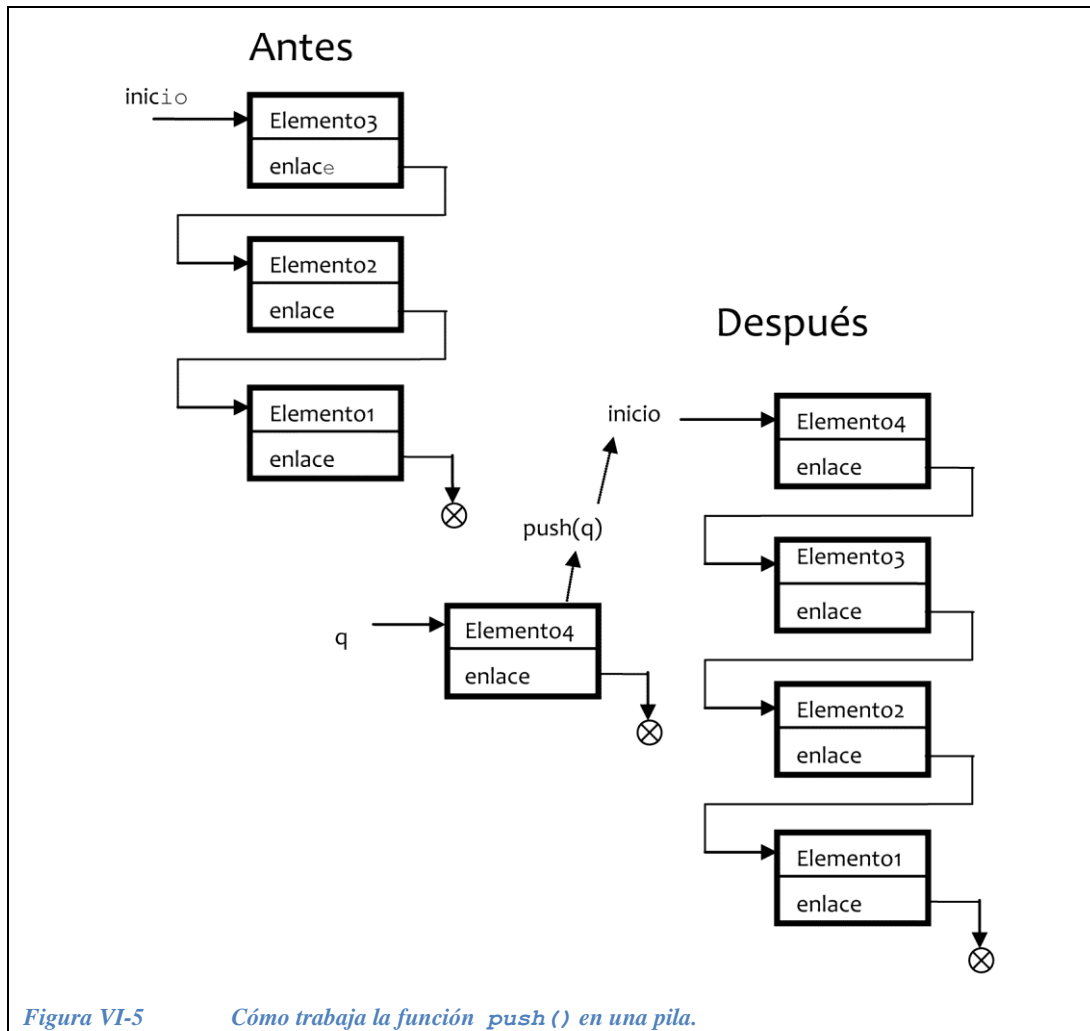 Antes
inicio
Elemento3
enlace
Elemento2
enlace
Elemento1
enlace
Después
inicio
push(q)
q
Elemento4
enlace
Elemento4
enlace
Elemento3
enlace
Elemento2
enlace
Elemento1
enlace
Figura VI-5 Cómo trabaja la función push() en una pila.